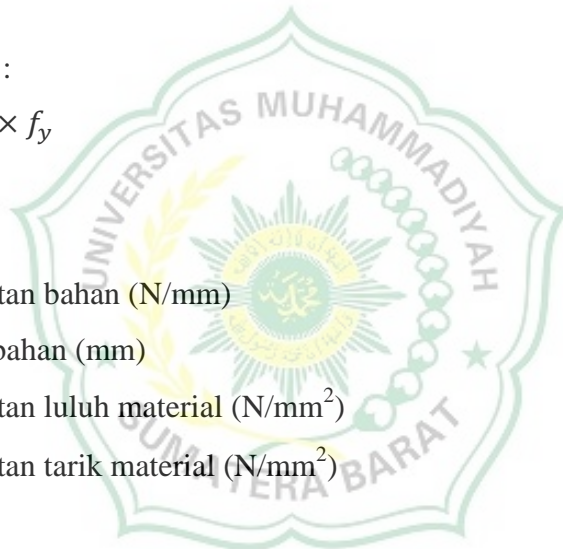 :
× f_y
UNIVERSITAS MUHAMMADIYAH
tan bahan (N/mm)
bahan (mm)
tan luluh material (N/mm²)
tan tarik material (N/mm²)
SUMATERA BARAT